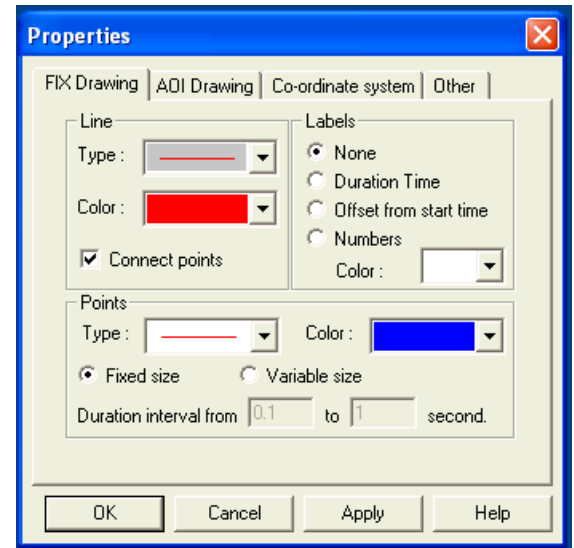 Properties
FIX Drawing AOI Drawing Co-ordinate system Other
Line
Type :
Color :
Connect points
Labels
None
Duration Time
Offset from start time
Numbers
Color :
Points
Type : Color :
Fixed size Variable size
Duration interval from 0.1 to 1 second.
OK Cancel Apply Help